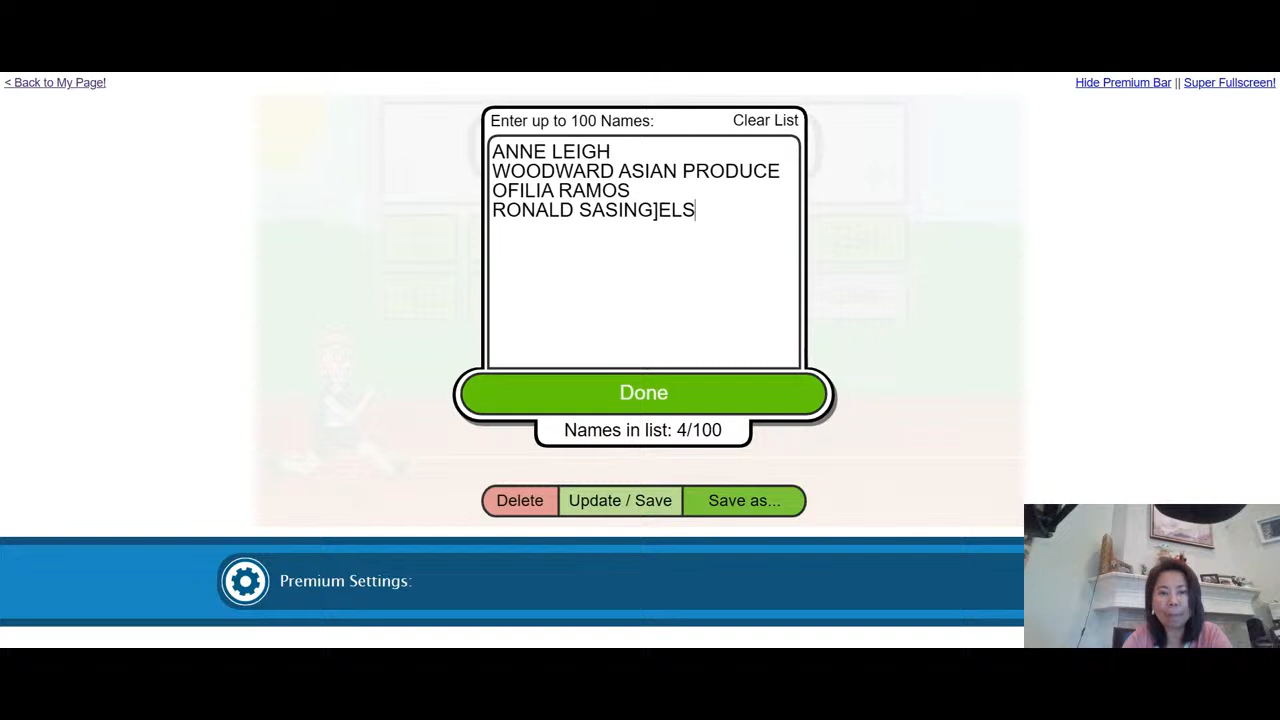 < Back to My Page!
Hide Premium Bar || Super Fullscreen!
Enter up to 100 Names: Clear List
ANNE LEIGH
WOODWARD ASIAN PRODUCE
OFILIA RAMOS
RONALD SASING]ELS
Done
Names in list: 4/100
Delete Update / Save Save as...
Premium Settings: